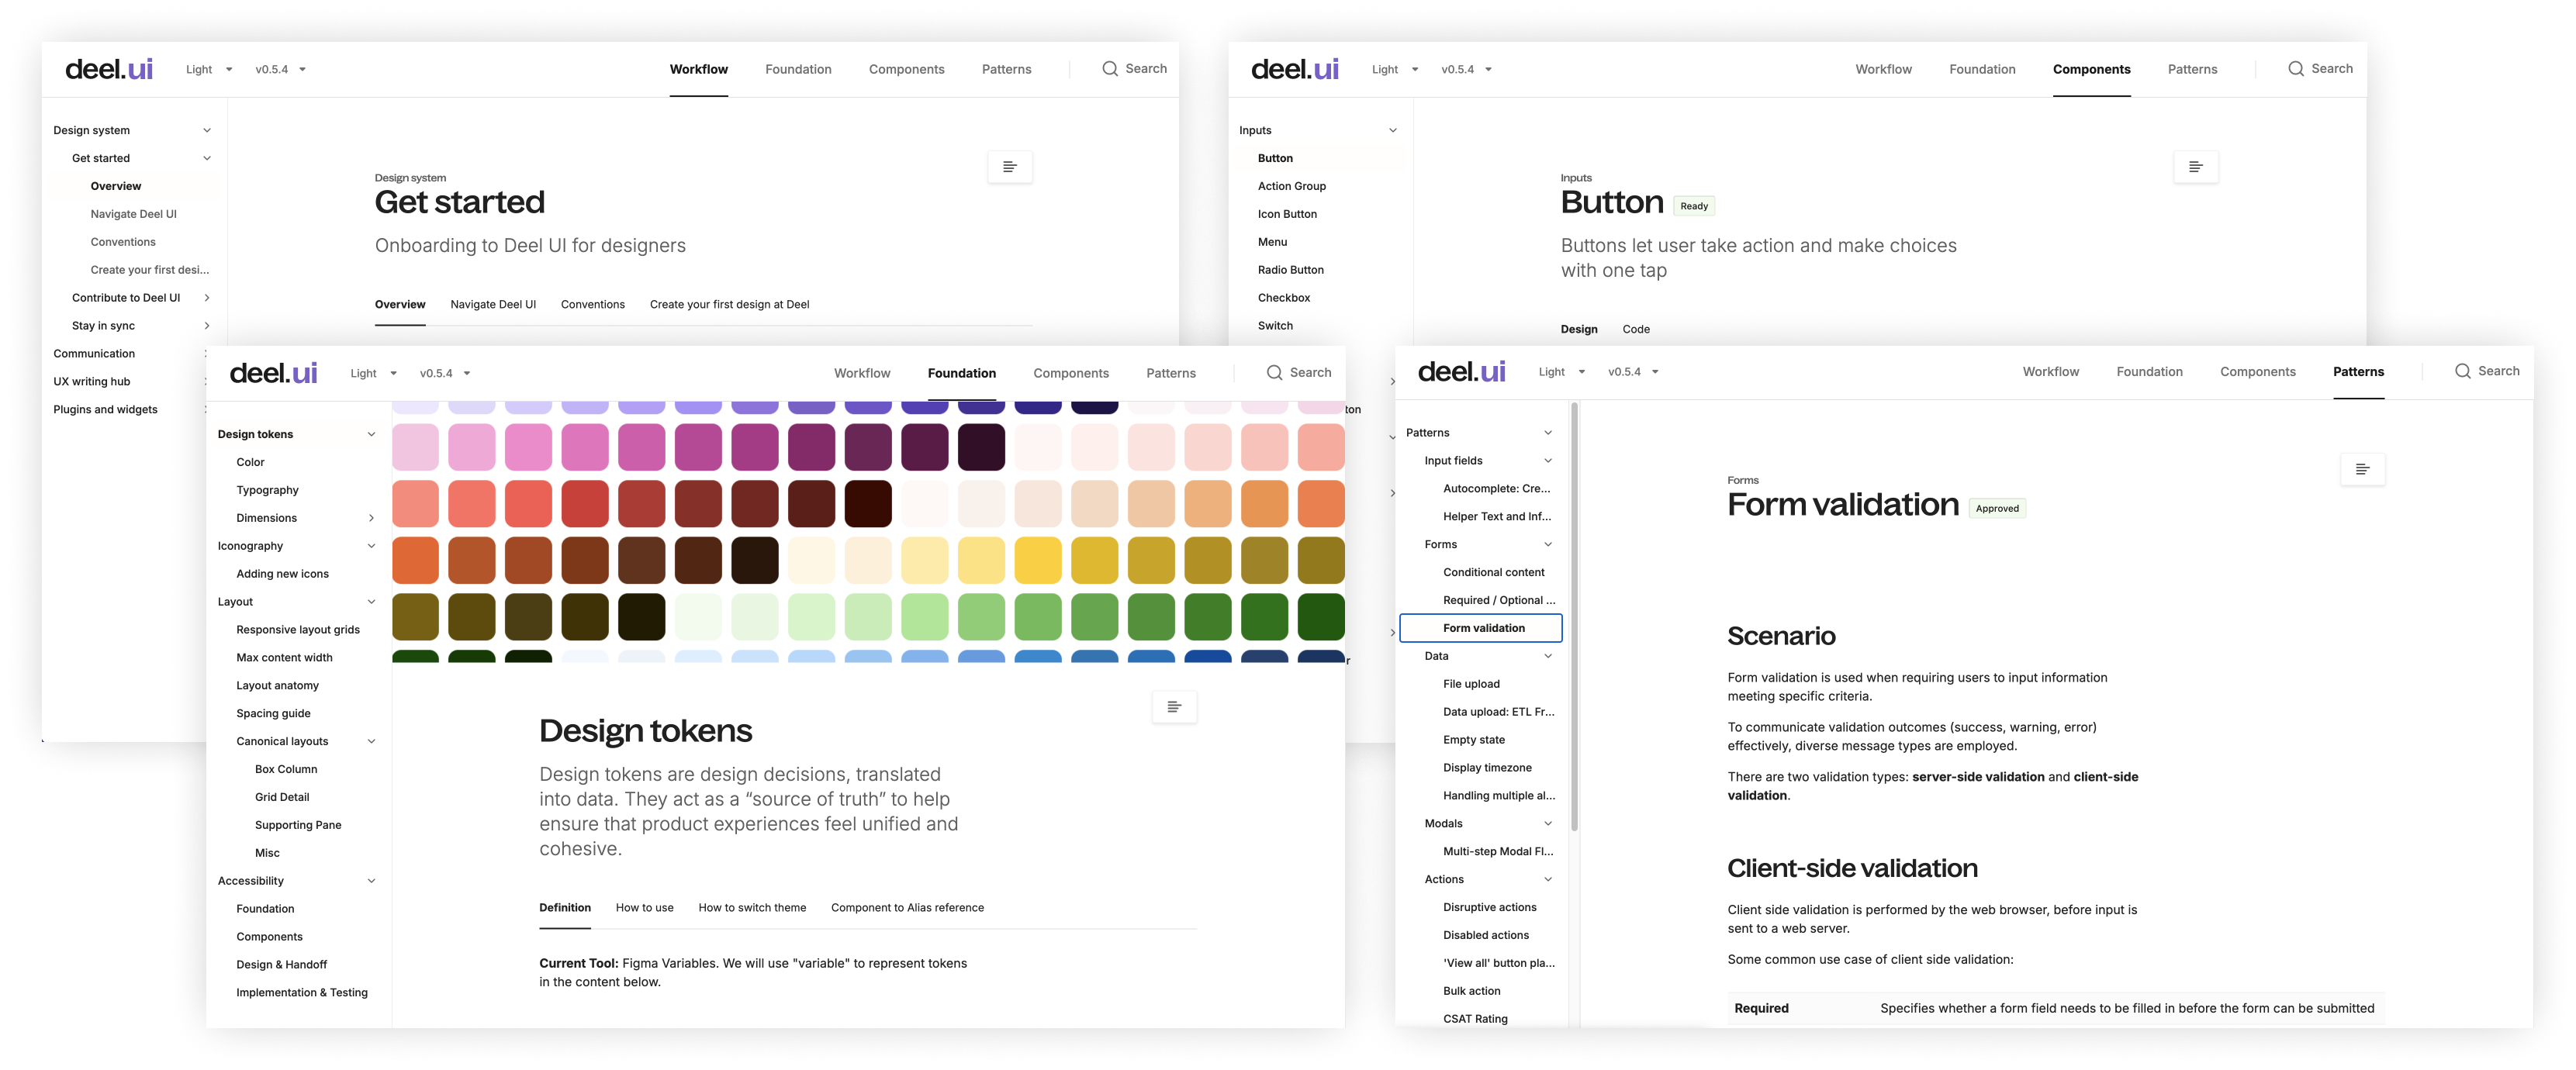 deel.ui
Light
v0.5.4
Workflow
Foundation
Components
Patterns
Search
Design system
Get started
Overview
Navigate Deel UI
Conventions
Create your first desi...
Contribute to Deel UI
Stay in sync
Communication
UX writing hub
Plugins and widgets
Design system
Get started
Onboarding to Deel UI for designers
Overview
Navigate Deel UI
Conventions
Create your first design at Deel
deel.ui
Light
v0.5.4
Workflow
Foundation
Components
Patterns
Search
Inputs
Button
Action Group
Icon Button
Menu
Radio Button
Checkbox
Switch
Inputs
Button
Ready
Buttons let user take action and make choices
with one tap
Design
Code
deel.ui
Light
v0.5.4
Workflow
Foundation
Components
Patterns
Search
Design tokens
Color
Typography
Dimensions
Iconography
Adding new icons
Layout
Responsive layout grids
Max content width
Layout anatomy
Spacing guide
Canonical layouts
Box Column
Grid Detail
Supporting Pane
Misc
Accessibility
Foundation
Components
Design & Handoff
Implementation & Testing
Design tokens
Design tokens are design decisions, translated
into data. They act as a “source of truth” to help
ensure that product experiences feel unified and
cohesive.
Definition
How to use
How to switch theme
Component to Alias reference
Current Tool: Figma Variables. We will use "variable" to represent tokens
in the content below.
deel.ui
Light
v0.5.4
Workflow
Foundation
Components
Patterns
Search
Patterns
Input fields
Autocomplete: Cre...
Helper Text and Inf...
Forms
Conditional content
Required / Optional ...
Form validation
Data
File upload
Data upload: ETL Fr...
Empty state
Display timezone
Handling multiple al...
Modals
Multi-step Modal Fl...
Actions
Disruptive actions
Disabled actions
'View all' button pla...
Bulk action
CSAT Rating
Forms
Form validation
Approved
Scenario
Form validation is used when requiring users to input information
meeting specific criteria.
To communicate validation outcomes (success, warning, error)
effectively, diverse message types are employed.
There are two validation types: server-side validation and client-side
validation.
Client-side validation
Client side validation is performed by the web browser, before input is
sent to a web server.
Some common use case of client side validation:
Required
Specifies whether a form field needs to be filled in before the form can be submitted